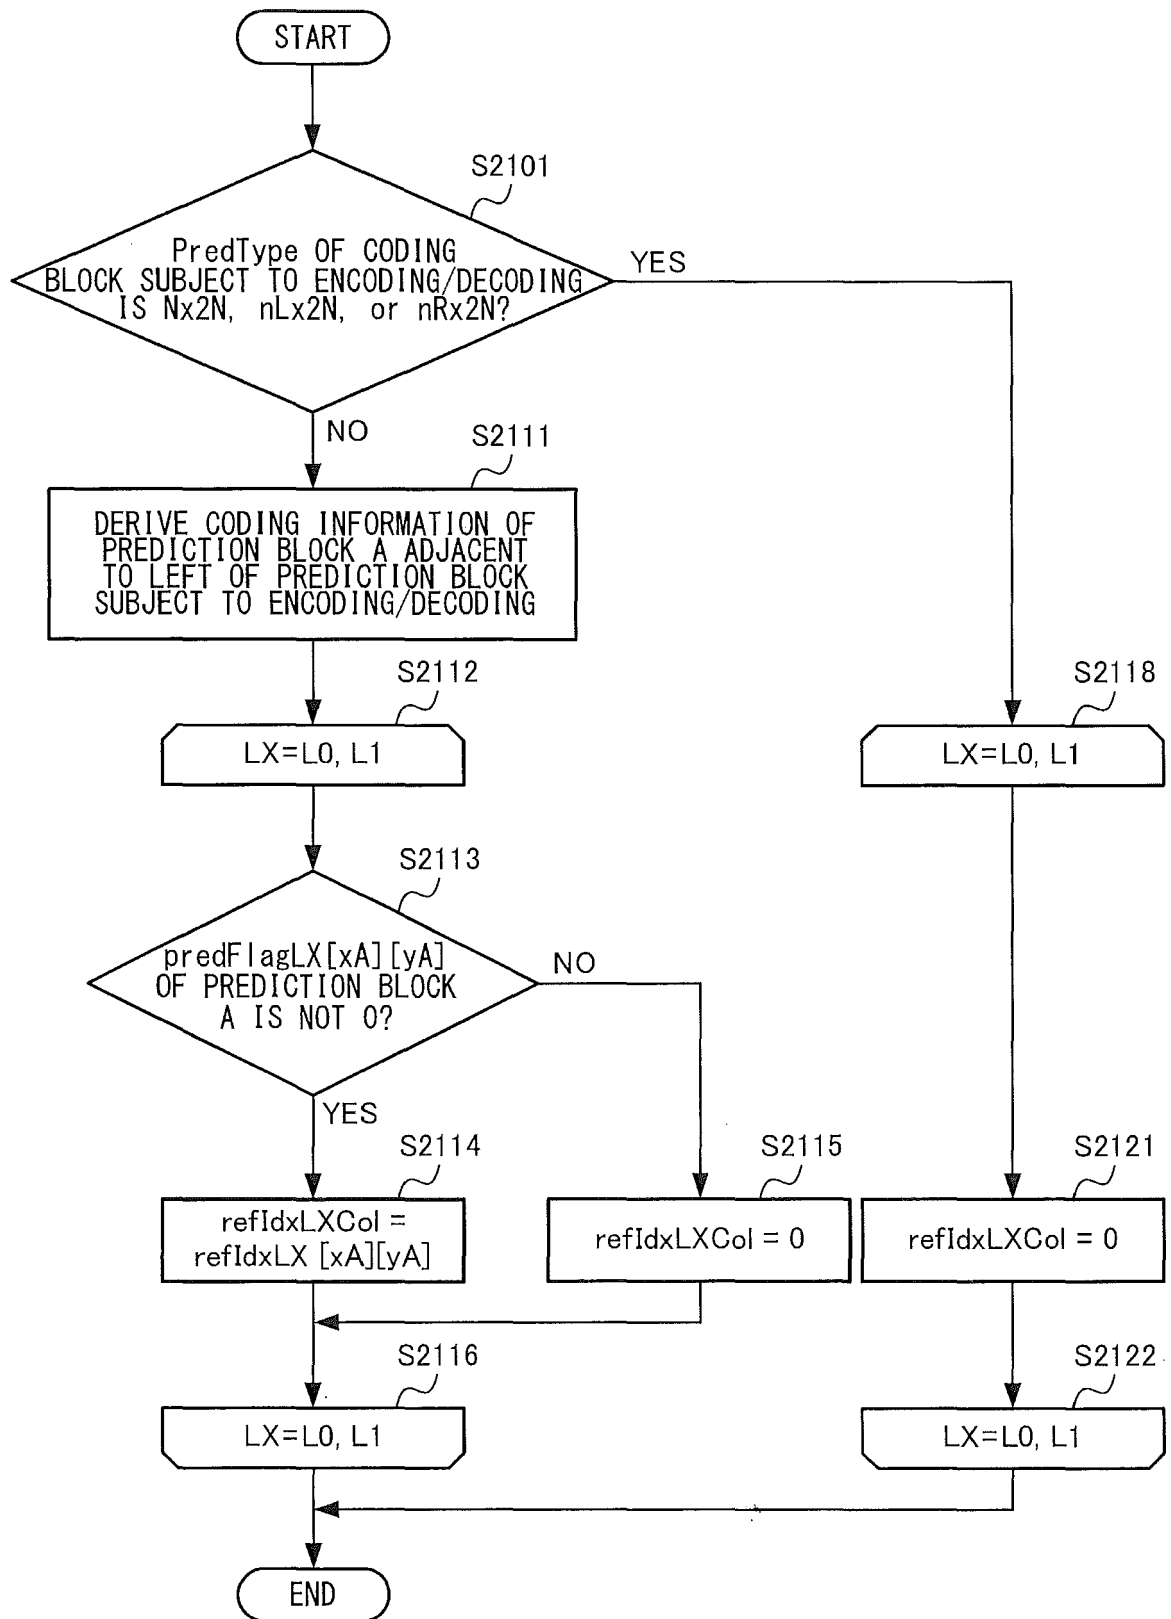 START
S2101
PredType OF CODING
BLOCK SUBJECT TO ENCODING/DECODING
IS Nx2N, nLx2N, or nRx2N?
YES
NO
S2111
DERIVE CODING INFORMATION OF
PREDICTION BLOCK A ADJACENT
TO LEFT OF PREDICTION BLOCK
SUBJECT TO ENCODING/DECODING
S2112
LX=L0, L1
S2118
LX=L0, L1
S2113
predFlagLX[xA][yA]
OF PREDICTION BLOCK
A IS NOT 0?
NO
YES
S2114
refIdxLXCol =
refIdxLX [xA][yA]
S2115
refIdxLXCol = 0
S2121
refIdxLXCol = 0
S2116
LX=L0, L1
S2122
LX=L0, L1
END